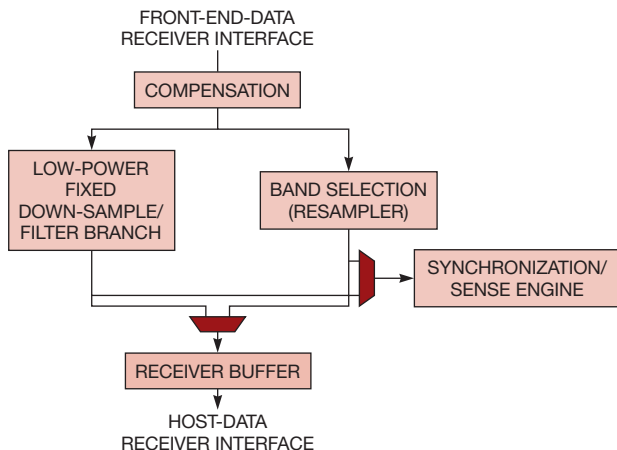 FRONT-END-DATA
RECEIVER INTERFACE
COMPENSATION
LOW-POWER
FIXED
DOWN-SAMPLE/
FILTER BRANCH
BAND SELECTION
(RESAMPLER)
SYNCHRONIZATION/
SENSE ENGINE
RECEIVER BUFFER
HOST-DATA
RECEIVER INTERFACE